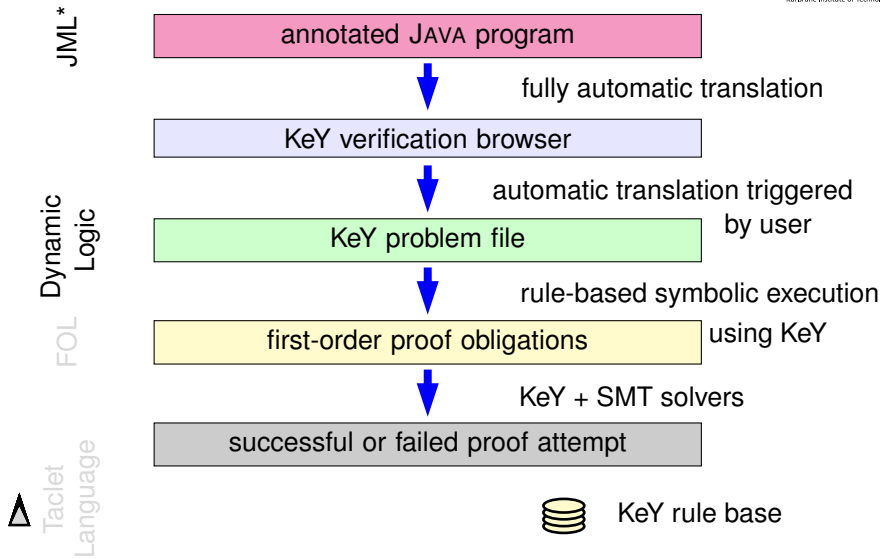 JML*
annotated JAVA program
fully automatic translation
KeY verification browser
automatic translation triggered
by user
Dynamic
Logic
KeY problem file
rule-based symbolic execution
using KeY
FOL
first-order proof obligations
KeY + SMT solvers
successful or failed proof attempt
Taclet
Language
KeY rule base